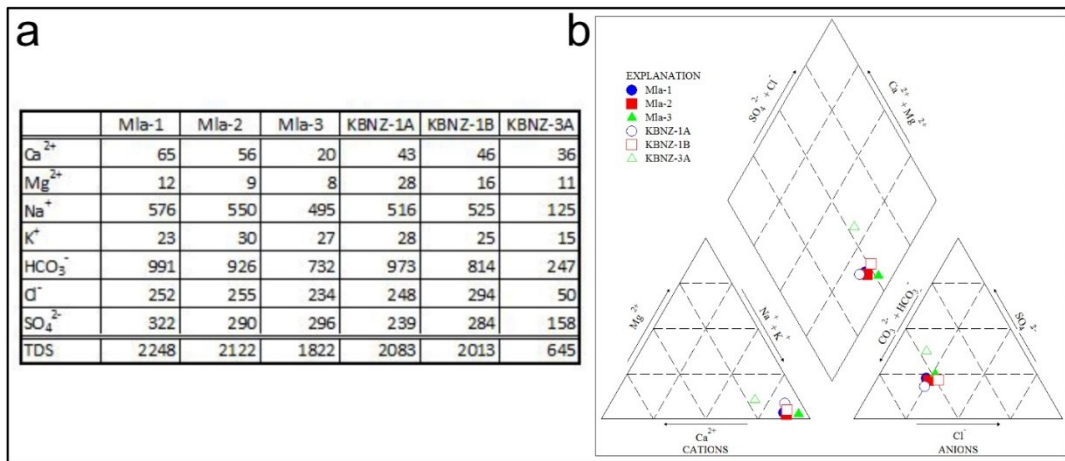 a
Mla-1 Mla-2 Mla-3 KBNZ-1A KBNZ-1B KBNZ-3A
Ca²⁺ 65 56 20 43 46 36
Mg²⁺ 12 9 8 28 16 11
Na⁺ 576 550 495 516 525 125
K⁺ 23 30 27 28 25 15
HCO₃⁻ 991 926 732 973 814 247
Cl⁻ 252 255 234 248 294 50
SO₄²⁻ 322 290 296 239 284 158
TDS 2248 2122 1822 2083 2013 645
b
EXPLANATION
Mla-1
Mla-2
Mla-3
KBNZ-1A
KBNZ-1B
KBNZ-3A
SO₄²⁻ + Cl⁻
Ca²⁺ + Mg²⁺
Mg²⁺
Na⁺ + K⁺
CO₃²⁻ + HCO₃⁻
SO₄²⁻
Ca²⁺
CATIONS
Cl⁻
ANIONS